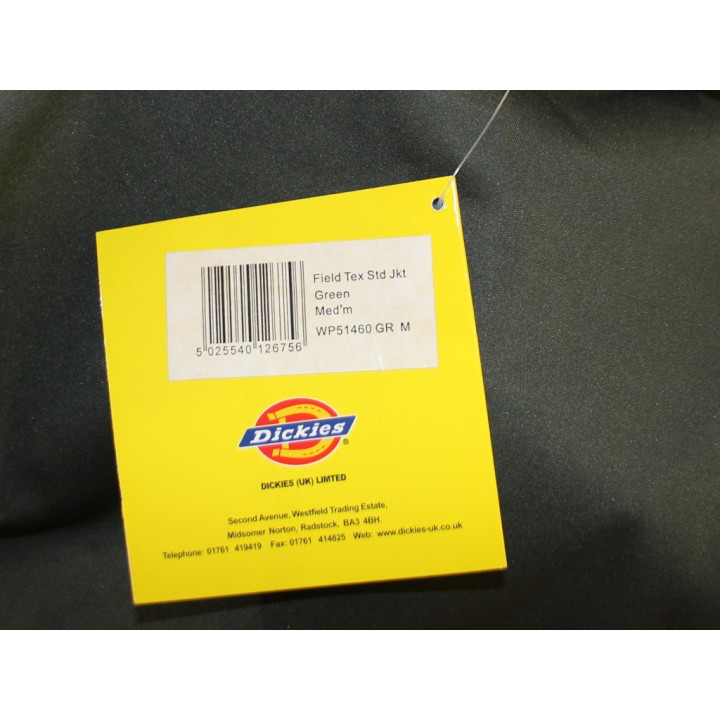 Field Tex Std Jkt
Green
Med'm
WP51460 GR M
5 025540 126756
Dickies ®
DICKIES (UK) LIMTED
Second Avenue, Westfield Trading Estate,
Midsomer Norton, Radstock, BA3 4BH.
Telephone: 01761 419419 Fax: 01761 414825 Web: www.dickies-uk.co.uk